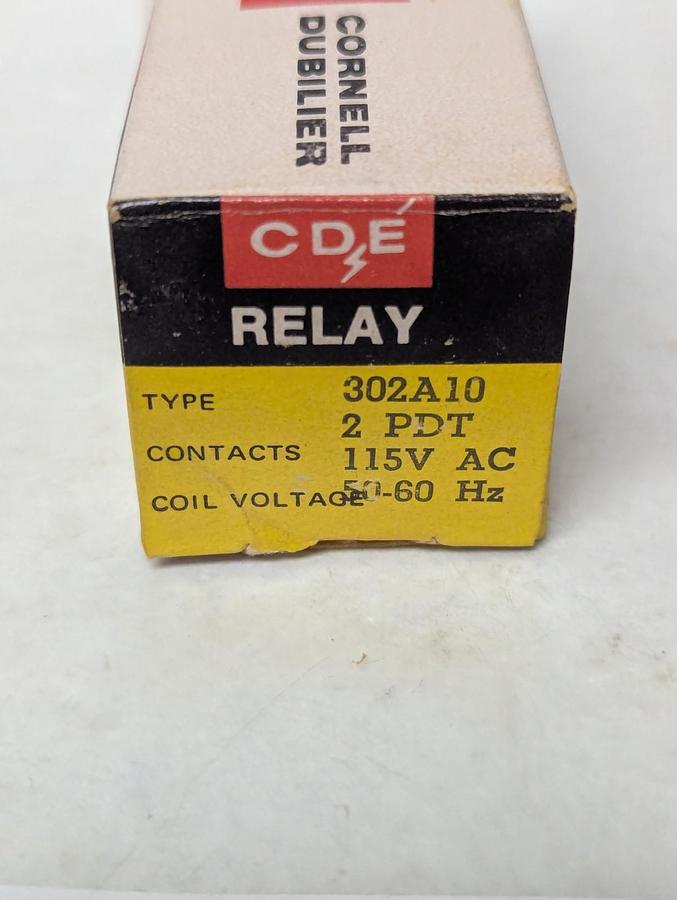 CORNELL
DUBILIER
CDE
RELAY
TYPE 302A10
2 PDT
CONTACTS 115V AC
COIL VOLTAGE 50-60 Hz